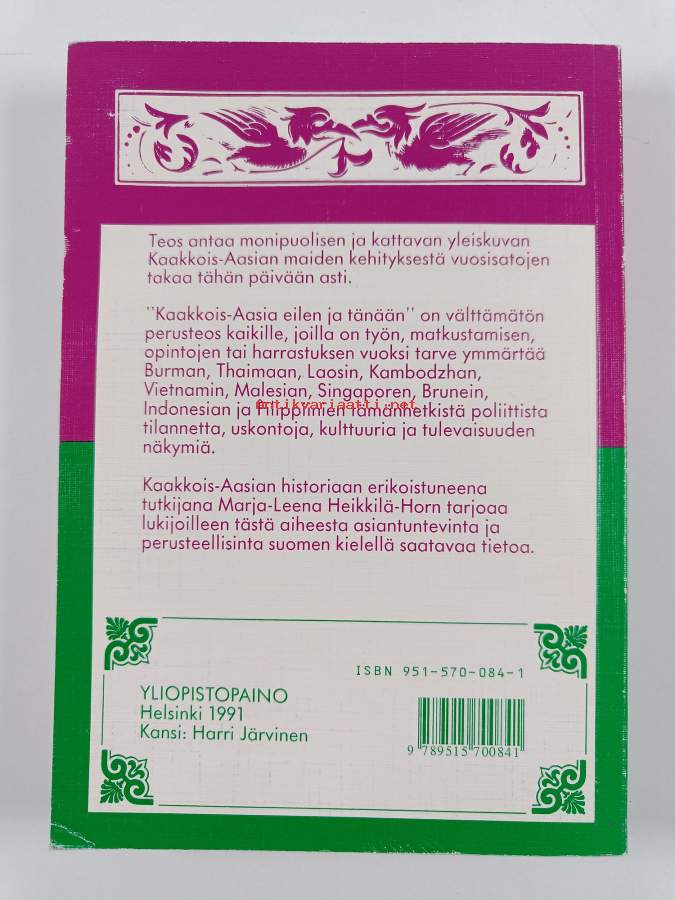 Teos antaa monipuolisen ja kattavan yleiskuvan
Kaakkois-Aasian maiden kehityksestä vuosisatojen
takaa tähän päivään asti.
"Kaakkois-Aasia eilen ja tänään" on välttämätön
perusteos kaikille, joilla on työn, matkustamisen,
opintojen tai harrastuksen vuoksi tarve ymmärtää
Burman, Thaimaan, Laosin, Kambodzhan,
Vietnamin, Malesian, Singaporen, Brunein,
antikvariaatti.net
Indonesian ja Filippiinien tämänhetkistä poliittista
tilannetta, uskontoja, kulttuuria ja tulevaisuuden
näkymiä.
Kaakkois-Aasian historiaan erikoistuneena
tutkijana Marja-Leena Heikkilä-Horn tarjoaa
lukijoilleen tästä aiheesta asiantuntevinta ja
perusteellisinta suomen kielellä saatavaa tietoa.
ISBN 951-570-084-1
YLIOPISTOPAINO
Helsinki 1991
Kansi: Harri Järvinen
9 789515 700841